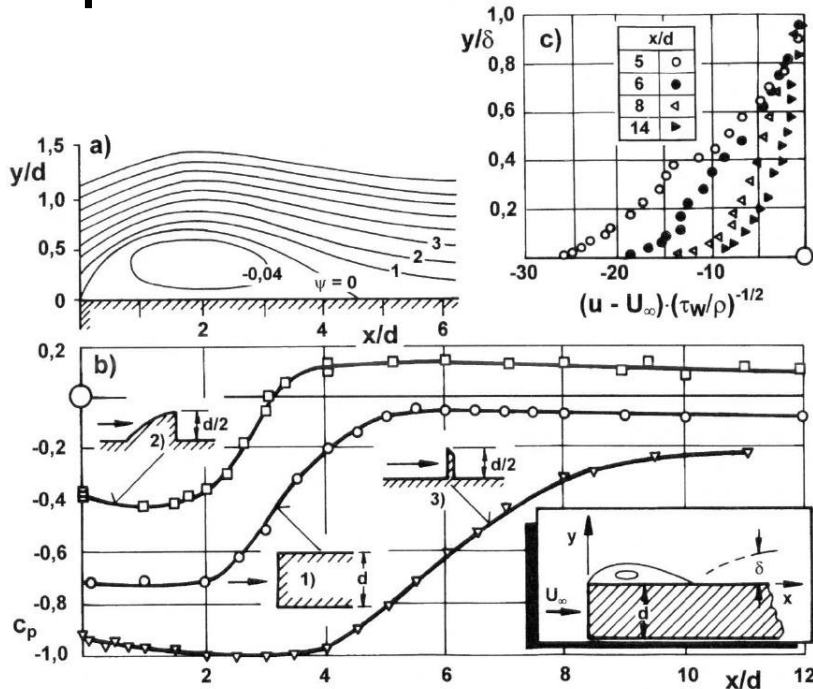 a)
y/d
1,5
1,0
0,5
0
-0,04
ψ = 0
1
2
3
0
2
4
6
x/d
c)
y/δ
1,0
0,8
0,6
0,4
0,2
x/d
5
6
8
14
-30
-20
-10
(u - U∞)·(τw/ρ)-1/2
b)
0,2
-0,2
-0,4
-0,6
-0,8
-1,0
cp
2)
d/2
1)
d
3)
d/2
y
U∞
d
δ
x
2
4
6
8
10
12
x/d